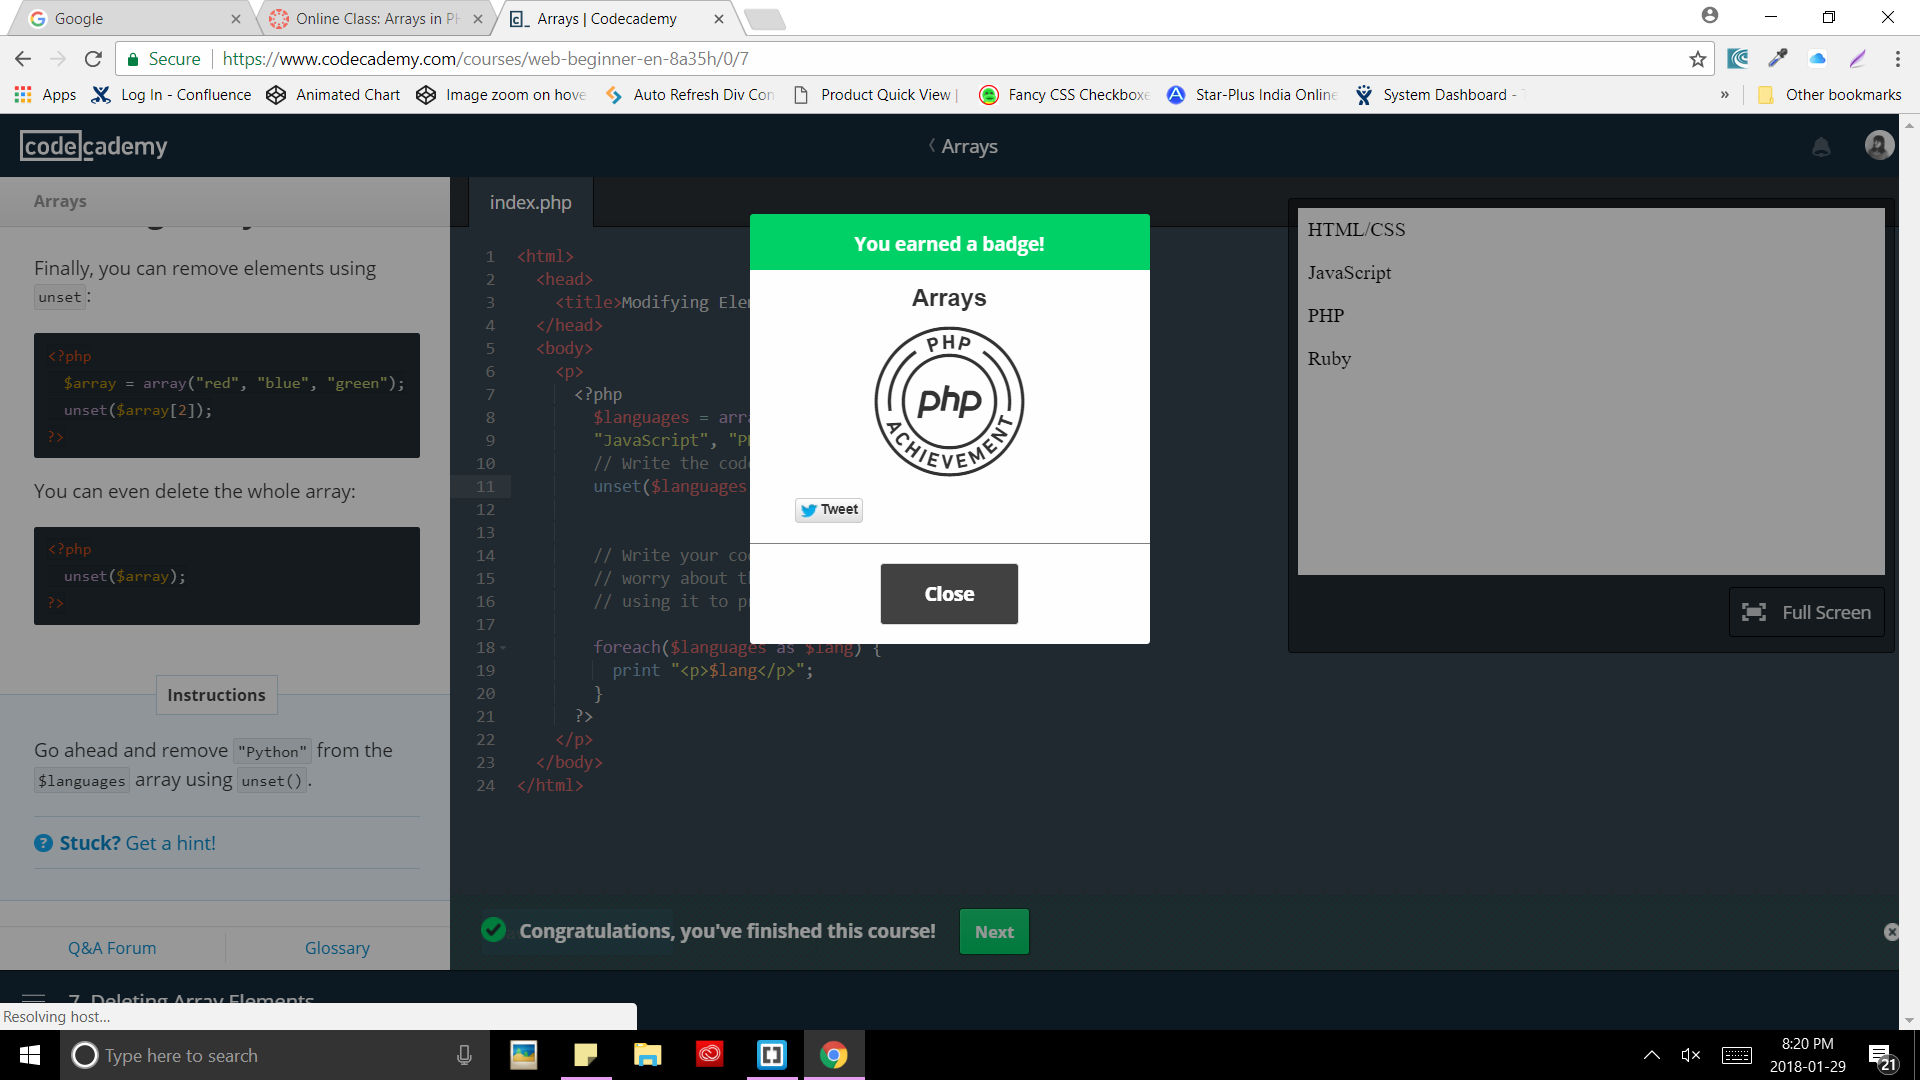 Google
Online Class: Arrays in PH
Arrays | Codecademy
Secure
https://www.codecademy.com/courses/web-beginner-en-8a35h/0/7
Apps
Log In - Confluence
Animated Chart
Image zoom on hove
Auto Refresh Div Con
Product Quick View |
Fancy CSS Checkboxe
Star-Plus India Online
System Dashboard -
»
Other bookmarks
codecademy
Arrays
Arrays
Finally, you can remove elements using
unset:
<?php
$array = array("red", "blue", "green");
unset($array[2]);
?>
You can even delete the whole array:
<?php
unset($array);
?>
Instructions
Go ahead and remove "Python" from the
$languages array using unset().
? Stuck? Get a hint!
Q&A Forum
Glossary
index.php
1 <html>
2 <head>
3 <title>Modifying Ele
4 </head>
5 <body>
6 <p>
7 <?php
8 $languages = arr
9 "JavaScript", "P
10 // Write the cod
11 unset($languages
12
13
14 // Write your co
15 // worry about t
16 // using it to p
17
18 foreach($languages as $lang) {
19 print "<p>$lang</p>";
20 }
21 ?>
22 </p>
23 </body>
24 </html>
You earned a badge!
Arrays
PHP
php
ACHIEVEMENT
Tweet
Close
HTML/CSS
JavaScript
PHP
Ruby
Full Screen
Congratulations, you've finished this course!
Next
7. Deleting Array Elements
Resolving host...
Type here to search
8:20 PM
2018-01-29
21